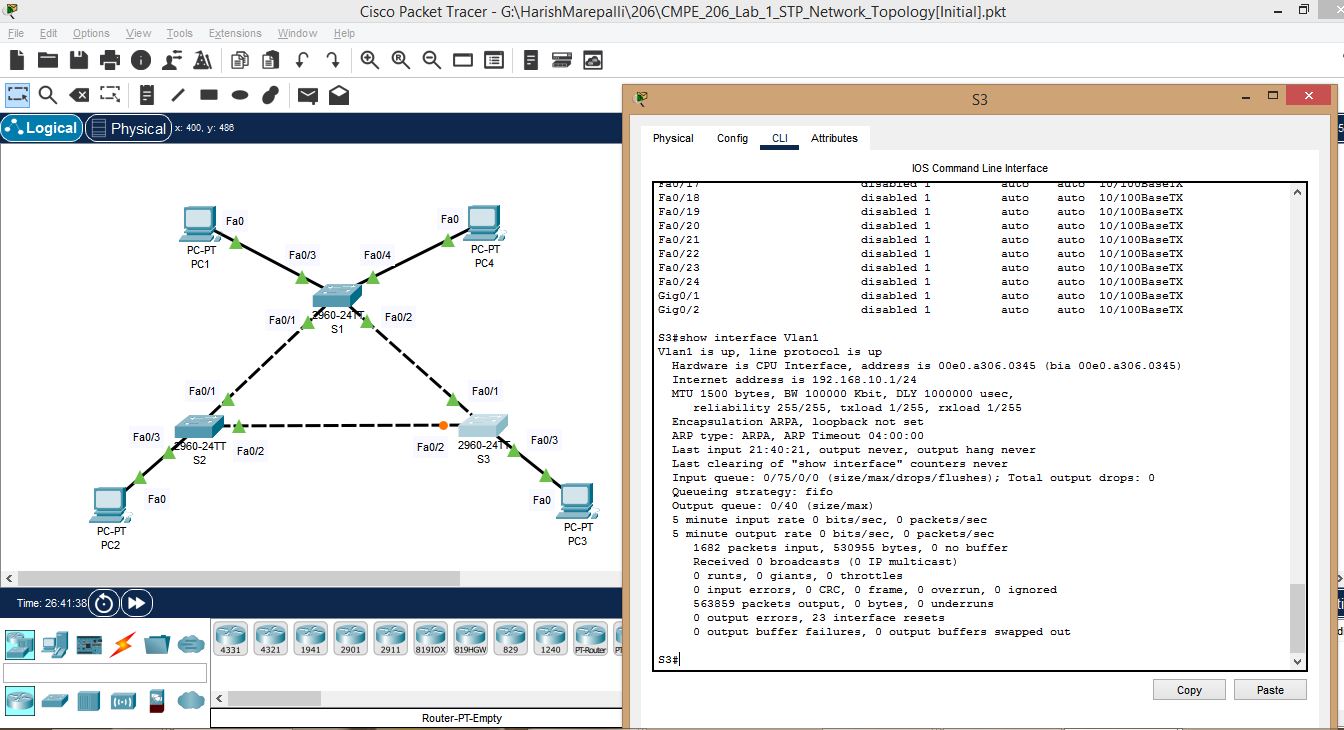 Cisco Packet Tracer - G:\HarishMarepalli\206\CMPE_206_Lab_1_STP_Network_Topology[Initial].pkt
File Edit Options View Tools Extensions Window Help
Logical Physical x: 400, y: 486
PC-PT
PC1
Fa0
Fa0
PC-PT
PC4
Fa0/3
Fa0/4
2960-24TT
S1
Fa0/1
Fa0/2
Fa0/1
Fa0/1
Fa0/3
2960-24TT
S2
Fa0/2
Fa0/2
2960-24TT
S3
Fa0/3
Fa0
PC-PT
PC2
Fa0
PC-PT
PC3
Time: 26:41:38
4331 4321 1941 2901 2911 819IOX 819HGW 829 1240 PT-Router
Router-PT-Empty
S3
Physical Config CLI Attributes
IOS Command Line Interface
Fa0/17 disabled 1 auto auto 10/100BaseTX
Fa0/18 disabled 1 auto auto 10/100BaseTX
Fa0/19 disabled 1 auto auto 10/100BaseTX
Fa0/20 disabled 1 auto auto 10/100BaseTX
Fa0/21 disabled 1 auto auto 10/100BaseTX
Fa0/22 disabled 1 auto auto 10/100BaseTX
Fa0/23 disabled 1 auto auto 10/100BaseTX
Fa0/24 disabled 1 auto auto 10/100BaseTX
Gig0/1 disabled 1 auto auto 10/100BaseTX
Gig0/2 disabled 1 auto auto 10/100BaseTX
S3#show interface Vlan1
Vlan1 is up, line protocol is up
Hardware is CPU Interface, address is 00e0.a306.0345 (bia 00e0.a306.0345)
Internet address is 192.168.10.1/24
MTU 1500 bytes, BW 100000 Kbit, DLY 1000000 usec,
reliability 255/255, txload 1/255, rxload 1/255
Encapsulation ARPA, loopback not set
ARP type: ARPA, ARP Timeout 04:00:00
Last input 21:40:21, output never, output hang never
Last clearing of "show interface" counters never
Input queue: 0/75/0/0 (size/max/drops/flushes); Total output drops: 0
Queueing strategy: fifo
Output queue: 0/40 (size/max)
5 minute input rate 0 bits/sec, 0 packets/sec
5 minute output rate 0 bits/sec, 0 packets/sec
1682 packets input, 530955 bytes, 0 no buffer
Received 0 broadcasts (0 IP multicast)
0 runts, 0 giants, 0 throttles
0 input errors, 0 CRC, 0 frame, 0 overrun, 0 ignored
563859 packets output, 0 bytes, 0 underruns
0 output errors, 23 interface resets
0 output buffer failures, 0 output buffers swapped out
S3#
Copy Paste